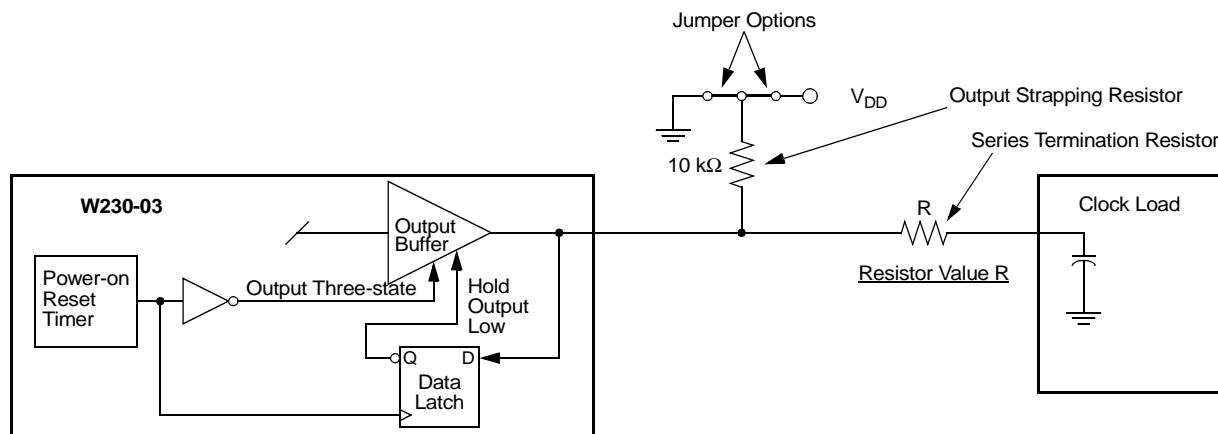 Jumper Options
V_DD
Output Strapping Resistor
Series Termination Resistor
10 kΩ
W230-03
Output
Buffer
R
Clock Load
Power-on
Reset
Timer
Output Three-state
Hold
Output
Low
Resistor Value R
Q
D
Data
Latch